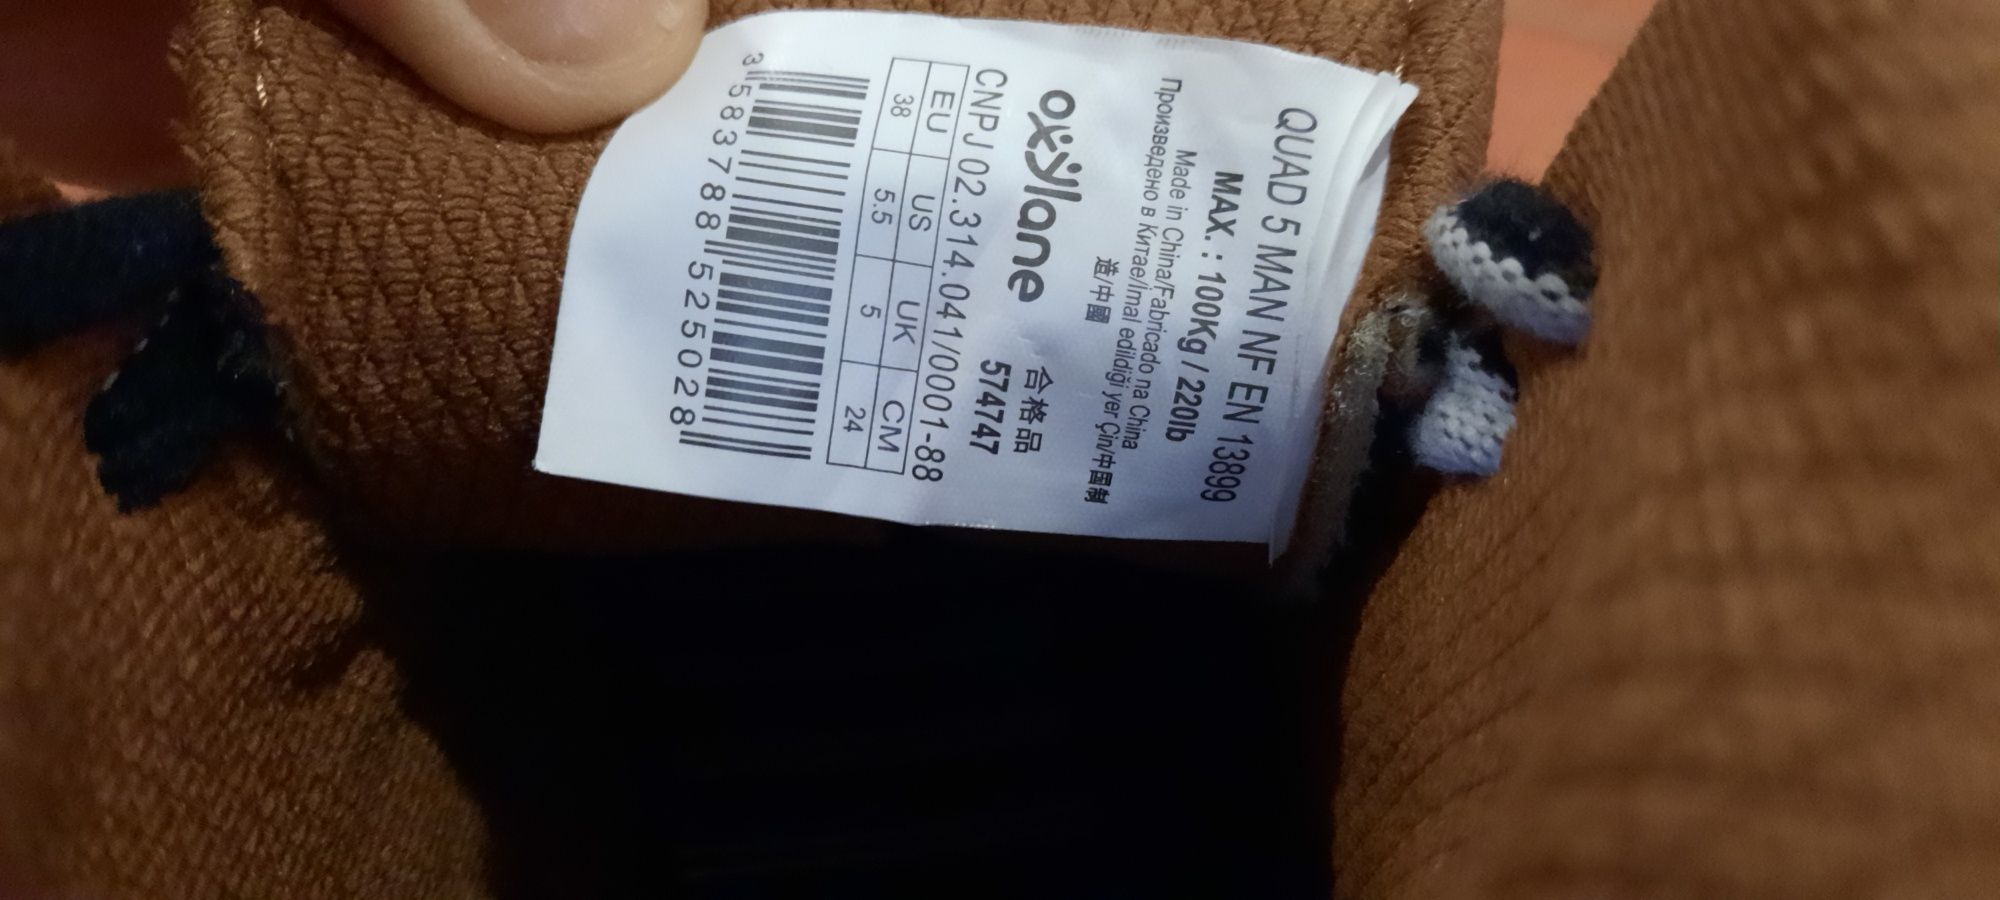 QUAD 5 MAN NF EN 13899
MAX. : 100Kg / 220lb
Made in China/Fabricado na China
Произведено в Китае/İmal edildiği yer Çin/中国制
造/中國
oxylane 合格品
574747
CNPJ 02.314.041/0001-88
EU US UK CM
38 5.5 5 24
3 583788 525028